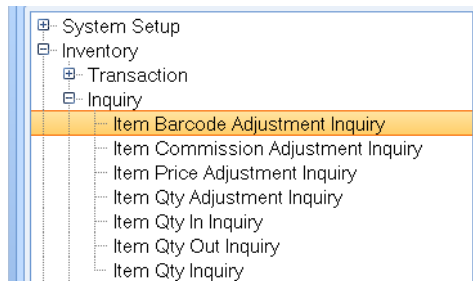 System Setup
Inventory
Transaction
Inquiry
Item Barcode Adjustment Inquiry
Item Commission Adjustment Inquiry
Item Price Adjustment Inquiry
Item Qty Adjustment Inquiry
Item Qty In Inquiry
Item Qty Out Inquiry
Item Qty Inquiry